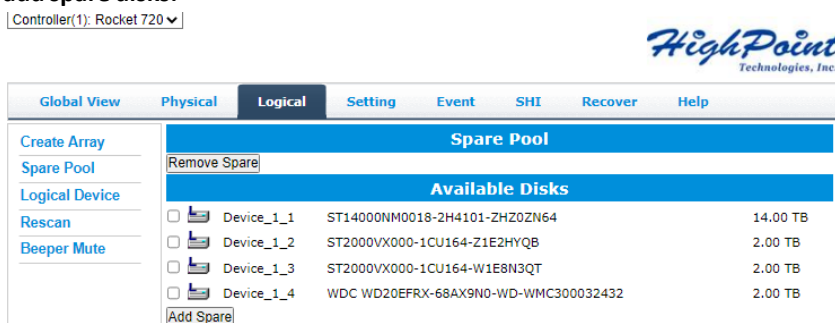 add spare disks.
Controller(1): Rocket 720
HighPoint
Technologies, Inc.
Global View Physical Logical Setting Event SHI Recover Help
Create Array
Spare Pool
Logical Device
Rescan
Beeper Mute
Spare Pool
Remove Spare
Available Disks
Device_1_1 ST14000NM0018-2H4101-ZHZ0ZN64 14.00 TB
Device_1_2 ST2000VX000-1CU164-Z1E2HYQB 2.00 TB
Device_1_3 ST2000VX000-1CU164-W1E8N3QT 2.00 TB
Device_1_4 WDC WD20EFRX-68AX9N0-WD-WMC300032432 2.00 TB
Add Spare